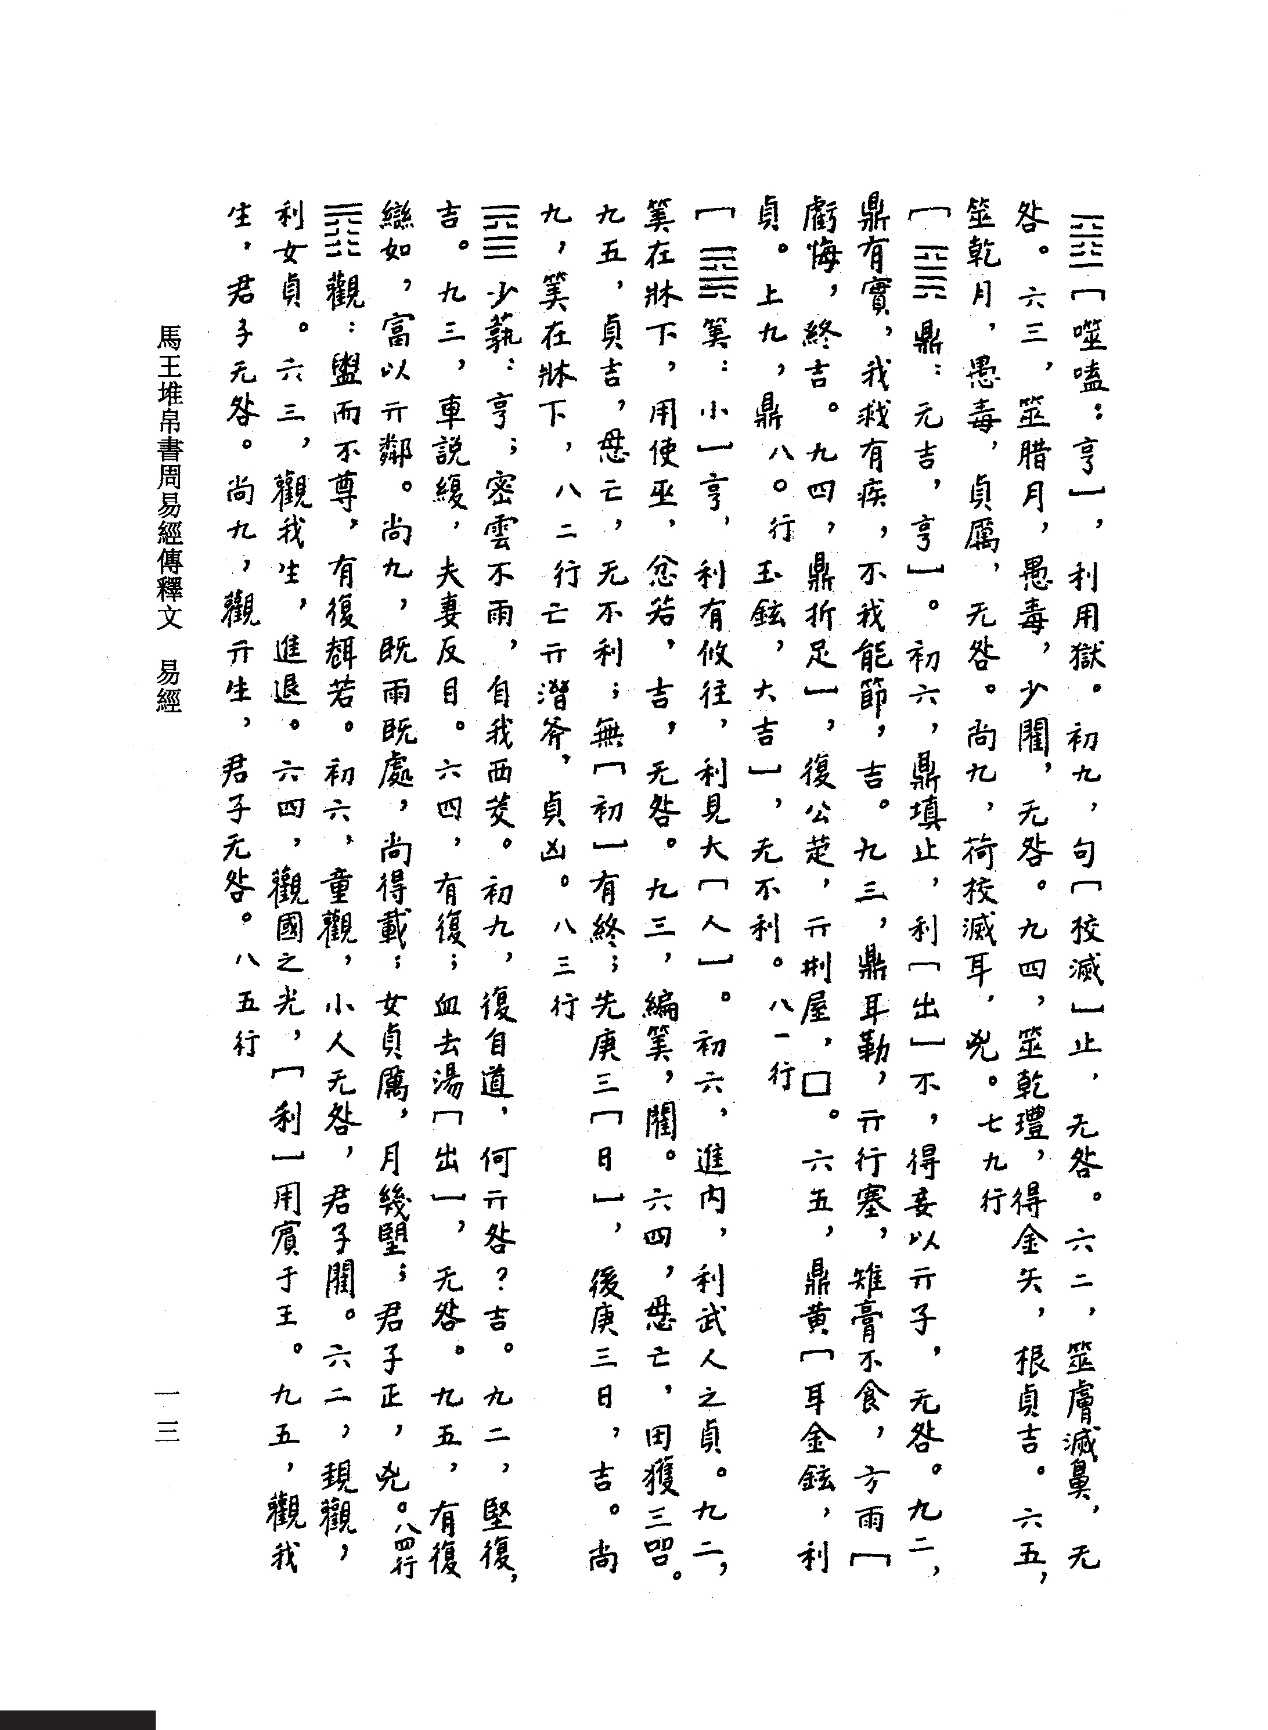 ䷔［噬嗑：亨］，利用獄。初九，句［校滅］止，无咎。六二，筮膚滅鼻，无
咎。六三，筮腊月，愚毒，少閵，无咎。九四，筮乾瓕，得金矢，根貞吉。六五，
筮乾月，愚毒，貞厲，无咎。尚九，荷校滅耳，兇。七九行
［䷱鼎：元吉，亨］。初六，鼎填止，利［出］不，得妾以亓子，无咎。九二，
鼎有實，我栽有疾，不我能節，吉。九三，鼎耳勒，亓行塞，雉膏不食，方雨［
虧悔，終吉。九四，鼎折足］，復公莡，亓㓝屋，□。六五，鼎黃［耳金鉉，利
貞。上九，鼎八〇行玉鉉，大吉］，无不利。八一行
［䷸筭：小］亨，利有攸往，利見大［人］。初六，進內，利武人之貞。九二，
筭在牀下，用使巫，忿若，吉，无咎。九三，編筭，閵。六四，悬亡，田獲三品。
九五，貞吉，悬亡，无不利；無［初］有終；先庚三［日］，後庚三日，吉。尚
九，筭在牀下，八二行亡亓潛斧，貞凶。八三行
䷈少䓻：亨；密雲不雨，自我西茭。初九，復自道，何亓咎？吉。九二，堅復，
吉。九三，車説緮，夫妻反目。六四，有復；血去湯［出］，无咎。九五，有復
䜌如，富以亓鄰。尚九，既雨既處，尚得載；女貞厲，月幾朢；君子正，兇。八四行
䷓觀：盥而不尊，有復䫟若。初六，童觀，小人无咎，君子閵。六二，䙷觀，
利女貞。六三，觀我生，進退。六四，觀國之光，［利］用賓于王。九五，觀我
生，君子无咎。尚九，觀亓生，君子无咎。八五行
馬王堆帛書周易經傳釋文　易經
一三